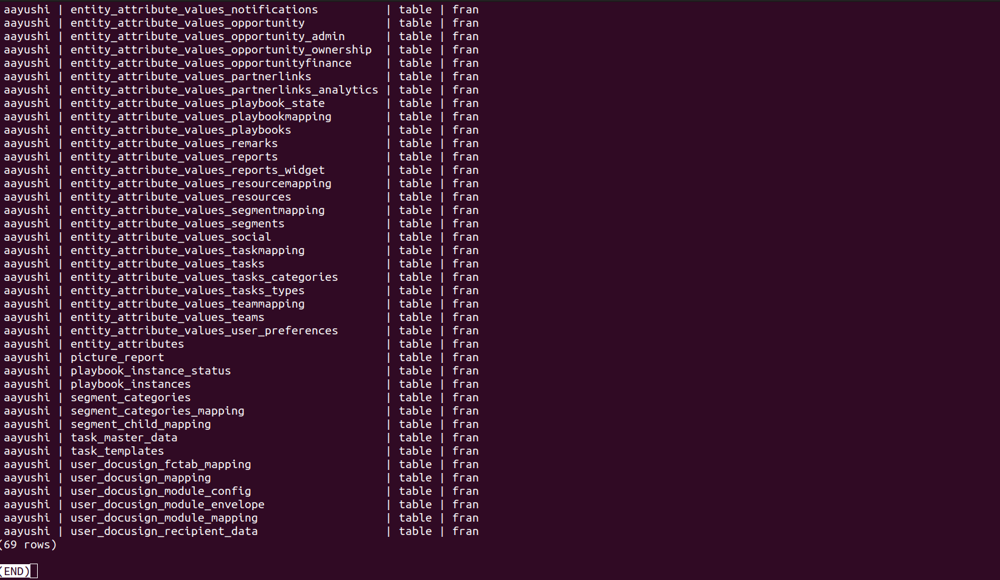 aayushi | entity_attribute_values_notifications | table | fran
aayushi | entity_attribute_values_opportunity | table | fran
aayushi | entity_attribute_values_opportunity_admin | table | fran
aayushi | entity_attribute_values_opportunity_ownership | table | fran
aayushi | entity_attribute_values_opportunityfinance | table | fran
aayushi | entity_attribute_values_partnerlinks | table | fran
aayushi | entity_attribute_values_partnerlinks_analytics | table | fran
aayushi | entity_attribute_values_playbook_state | table | fran
aayushi | entity_attribute_values_playbookmapping | table | fran
aayushi | entity_attribute_values_playbooks | table | fran
aayushi | entity_attribute_values_remarks | table | fran
aayushi | entity_attribute_values_reports | table | fran
aayushi | entity_attribute_values_reports_widget | table | fran
aayushi | entity_attribute_values_resourcemapping | table | fran
aayushi | entity_attribute_values_resources | table | fran
aayushi | entity_attribute_values_segmentmapping | table | fran
aayushi | entity_attribute_values_segments | table | fran
aayushi | entity_attribute_values_social | table | fran
aayushi | entity_attribute_values_taskmapping | table | fran
aayushi | entity_attribute_values_tasks | table | fran
aayushi | entity_attribute_values_tasks_categories | table | fran
aayushi | entity_attribute_values_tasks_types | table | fran
aayushi | entity_attribute_values_teammapping | table | fran
aayushi | entity_attribute_values_teams | table | fran
aayushi | entity_attribute_values_user_preferences | table | fran
aayushi | entity_attributes | table | fran
aayushi | picture_report | table | fran
aayushi | playbook_instance_status | table | fran
aayushi | playbook_instances | table | fran
aayushi | segment_categories | table | fran
aayushi | segment_categories_mapping | table | fran
aayushi | segment_child_mapping | table | fran
aayushi | task_master_data | table | fran
aayushi | task_templates | table | fran
aayushi | user_docusign_fctab_mapping | table | fran
aayushi | user_docusign_mapping | table | fran
aayushi | user_docusign_module_config | table | fran
aayushi | user_docusign_module_envelope | table | fran
aayushi | user_docusign_module_mapping | table | fran
aayushi | user_docusign_recipient_data | table | fran
(69 rows)
(END)